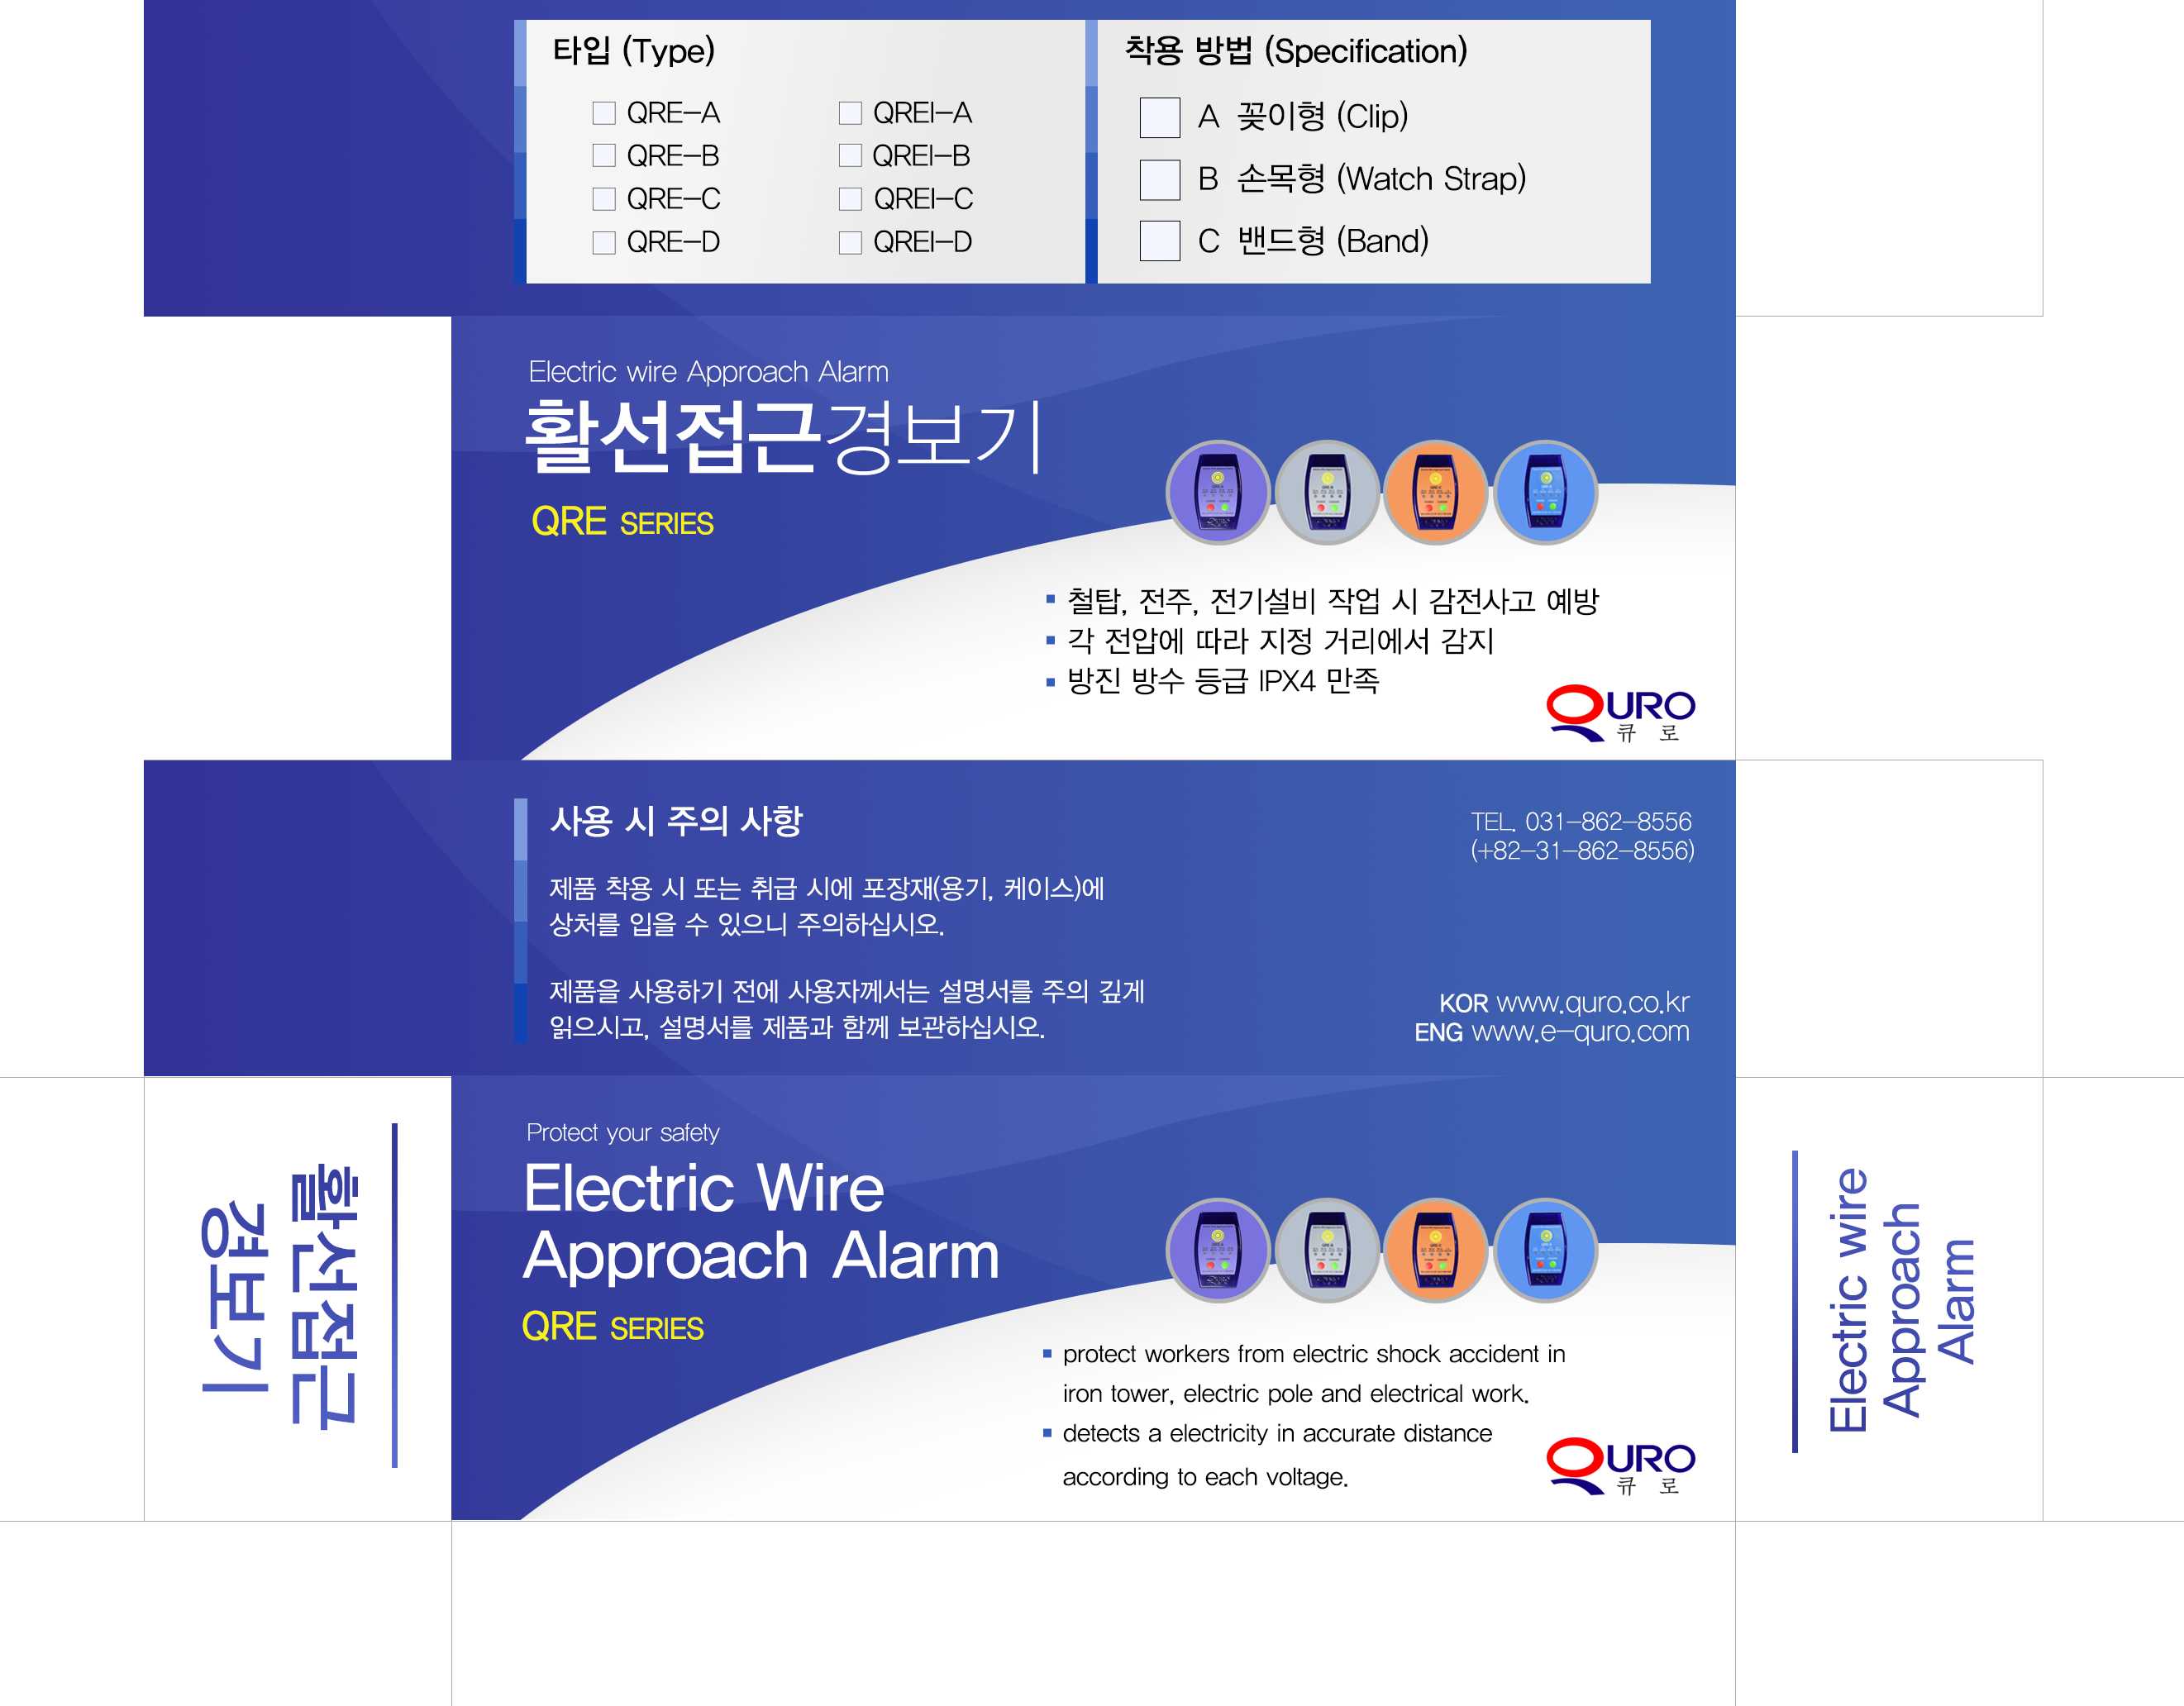 타입 (Type)
QRE-A
QRE-B
QRE-C
QRE-D
QREI-A
QREI-B
QREI-C
QREI-D
착용 방법 (Specification)
A 꽂이형 (Clip)
B 손목형 (Watch Strap)
C 밴드형 (Band)
Electric wire Approach Alarm
활선접근경보기
QRE SERIES
철탑, 전주, 전기설비 작업 시 감전사고 예방
각 전압에 따라 지정 거리에서 감지
방진 방수 등급 IPX4 만족
QURO
큐로
사용 시 주의 사항
제품 착용 시 또는 취급 시에 포장재(용기, 케이스)에
상처를 입을 수 있으니 주의하십시오.
제품을 사용하기 전에 사용자께서는 설명서를 주의 깊게
읽으시고, 설명서를 제품과 함께 보관하십시오.
TEL. 031-862-8556
(+82-31-862-8556)
KOR www.quro.co.kr
ENG www.e-quro.com
활선접근
경보기
Protect your safety
Electric Wire
Approach Alarm
QRE SERIES
protect workers from electric shock accident in
iron tower, electric pole and electrical work.
detects a electricity in accurate distance
according to each voltage.
QURO
큐로
Electric wire
Approach
Alarm